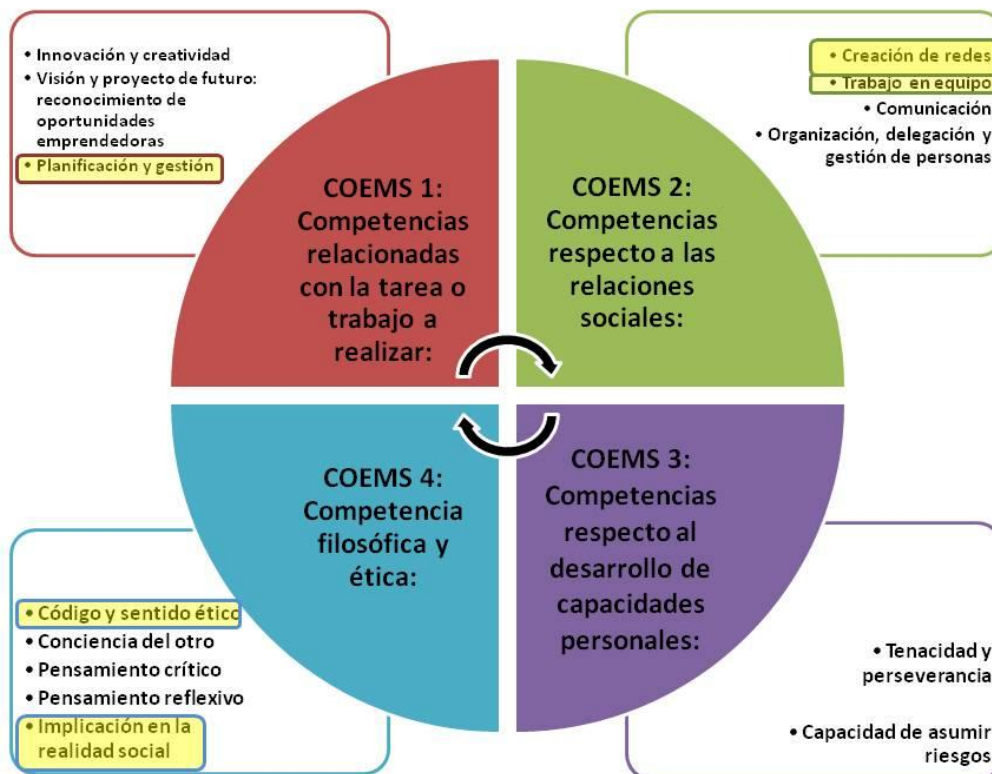 • Innovación y creatividad
• Visión y proyecto de futuro:
reconocimiento de
oportunidades
emprendedoras
• Planificación y gestión
• Creación de redes
• Trabajo en equipo
• Comunicación
• Organización, delegación y
gestión de personas
COEMS 1:
Competencias
relacionadas
con la tarea o
trabajo a
realizar:
COEMS 2:
Competencias
respecto a las
relaciones
sociales:
COEMS 4:
Competencia
filosófica y
ética:
COEMS 3:
Competencias
respecto al
desarrollo de
capacidades
personales:
• Código y sentido ético
• Conciencia del otro
• Pensamiento crítico
• Pensamiento reflexivo
• Implicación en la
realidad social
• Tenacidad y
perseverancia
• Capacidad de asumir
riesgos